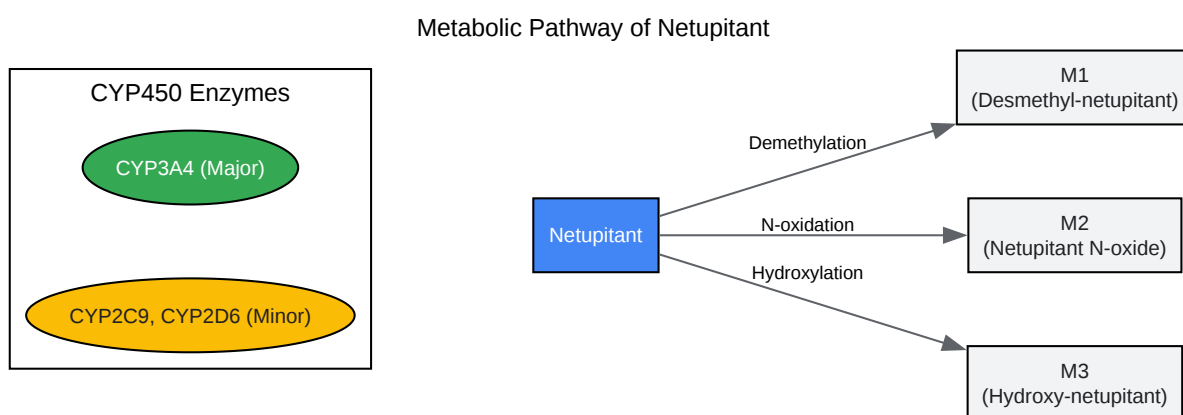 Metabolic Pathway of Netupitant
CYP450 Enzymes
CYP3A4 (Major)
CYP2C9, CYP2D6 (Minor)
Netupitant
Demethylation
N-oxidation
Hydroxylation
M1
(Desmethyl-netupitant)
M2
(Netupitant N-oxide)
M3
(Hydroxy-netupitant)